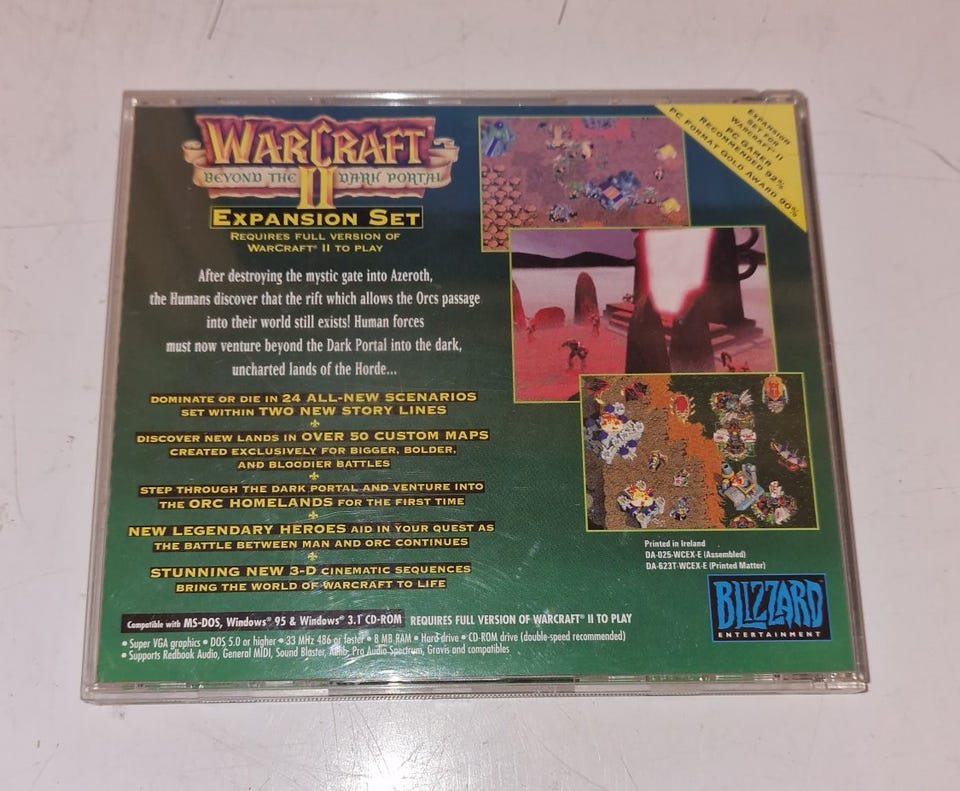 WARCRAFT
II
BEYOND THE DARK PORTAL
EXPANSION SET
REQUIRES FULL VERSION OF
WARCRAFT® II TO PLAY
After destroying the mystic gate into Azeroth,
the Humans discover that the rift which allows the Orcs passage
into their world still exists! Human forces
must now venture beyond the Dark Portal into the dark,
uncharted lands of the Horde...
DOMINATE OR DIE IN 24 ALL-NEW SCENARIOS
SET WITHIN TWO NEW STORY LINES
DISCOVER NEW LANDS IN OVER 50 CUSTOM MAPS
CREATED EXCLUSIVELY FOR BIGGER, BOLDER,
AND BLOODIER BATTLES
STEP THROUGH THE DARK PORTAL AND VENTURE INTO
THE ORC HOMELANDS FOR THE FIRST TIME
NEW LEGENDARY HEROES AID IN YOUR QUEST AS
THE BATTLE BETWEEN MAN AND ORC CONTINUES
STUNNING NEW 3-D CINEMATIC SEQUENCES
BRING THE WORLD OF WARCRAFT TO LIFE
EXPANSION
SET FOR
WARCRAFT® II
PC GAMER
RECOMMENDED 92%
PC FORMAT GOLD AWARD 90%
Printed in Ireland
DA-025-WCEX-E (Assembled)
DA-623T-WCEX-E (Printed Matter)
BLIZZARD
ENTERTAINMENT
Compatible with MS-DOS, Windows® 95 & Windows® 3.1 CD-ROM REQUIRES FULL VERSION OF WARCRAFT® II TO PLAY
• Super VGA graphics • DOS 5.0 or higher • 33 MHz 486 or faster • 8 MB RAM • Hard drive • CD-ROM drive (double-speed recommended)
• Supports Redbook Audio, General MIDI, Sound Blaster, Adlib, Pro Audio Spectrum, Gravis and compatibles